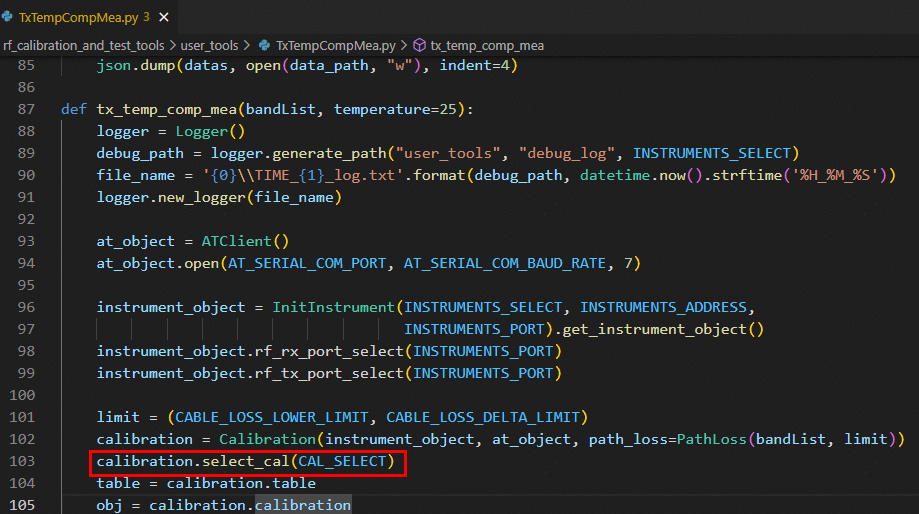 TxTempCompMea.py 3 ×
rf_calibration_and_test_tools > user_tools > TxTempCompMea.py > tx_temp_comp_mea
85 json.dump(datas, open(data_path, "w"), indent=4)
86
87 def tx_temp_comp_mea(bandList, temperature=25):
88 logger = Logger()
89 debug_path = logger.generate_path("user_tools", "debug_log", INSTRUMENTS_SELECT)
90 file_name = '{0}\\TIME_{1}_log.txt'.format(debug_path, datetime.now().strftime('%H_%M_%S'))
91 logger.new_logger(file_name)
92
93 at_object = ATClient()
94 at_object.open(AT_SERIAL_COM_PORT, AT_SERIAL_COM_BAUD_RATE, 7)
95
96 instrument_object = InitInstrument(INSTRUMENTS_SELECT, INSTRUMENTS_ADDRESS,
97 INSTRUMENTS_PORT).get_instrument_object()
98 instrument_object.rf_rx_port_select(INSTRUMENTS_PORT)
99 instrument_object.rf_tx_port_select(INSTRUMENTS_PORT)
100
101 limit = (CABLE_LOSS_LOWER_LIMIT, CABLE_LOSS_DELTA_LIMIT)
102 calibration = Calibration(instrument_object, at_object, path_loss=PathLoss(bandList, limit))
103 calibration.select_cal(CAL_SELECT)
104 table = calibration.table
105 obj = calibration.calibration